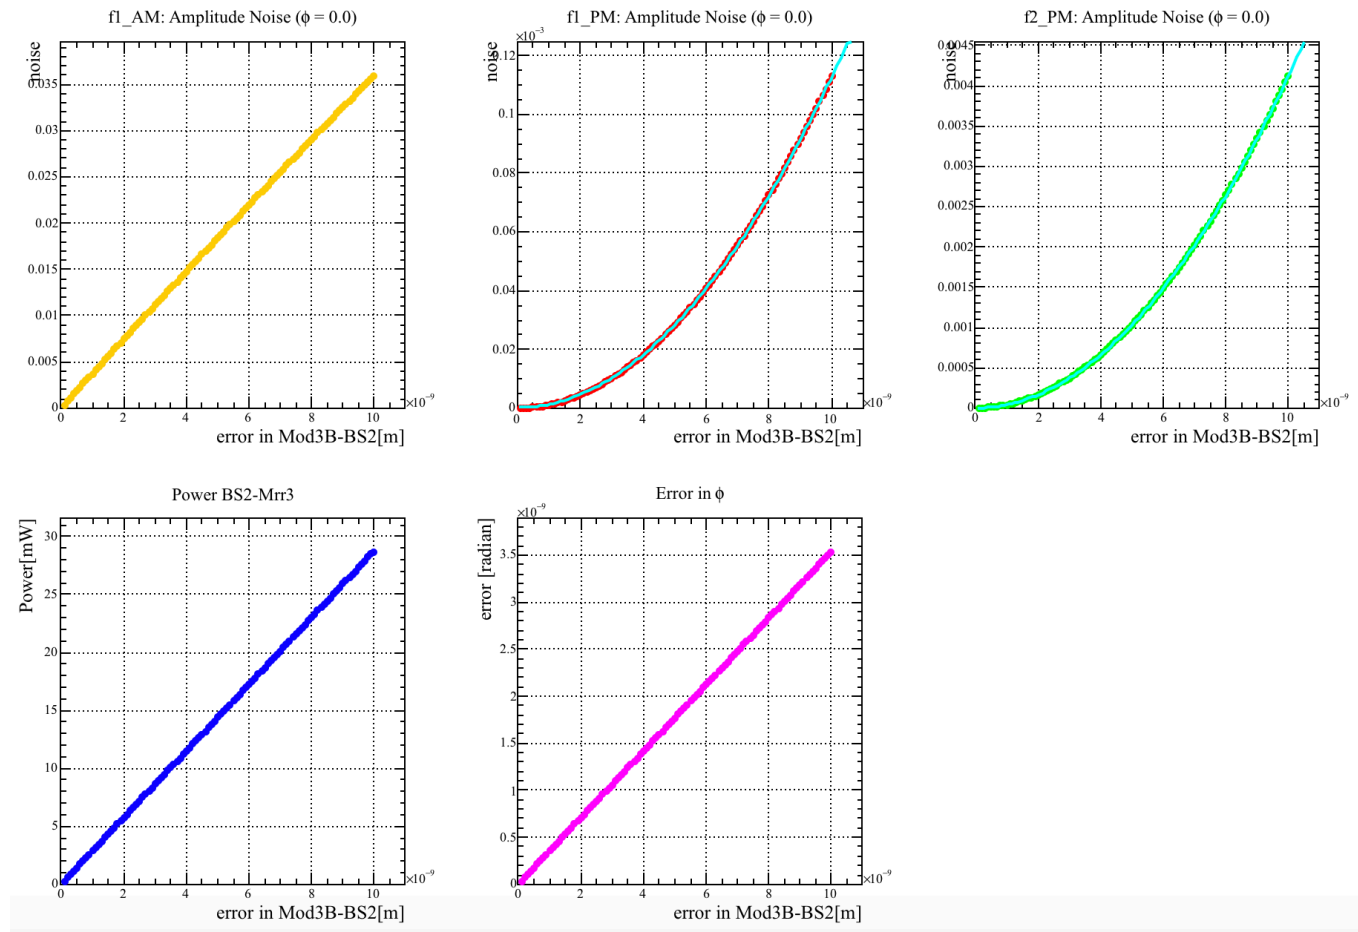 f1_AM: Amplitude Noise (ϕ = 0.0)
noise
0.035
0.03
0.025
0.02
0.015
0.01
0.005
0
0 2 4 6 8 10
×10⁻⁹
error in Mod3B-BS2[m]
f1_PM: Amplitude Noise (ϕ = 0.0)
×10⁻³
noise
0.12
0.1
0.08
0.06
0.04
0.02
0
0 2 4 6 8 10
×10⁻⁹
error in Mod3B-BS2[m]
f2_PM: Amplitude Noise (ϕ = 0.0)
noise
0.0045
0.004
0.0035
0.003
0.0025
0.002
0.0015
0.001
0.0005
0
0 2 4 6 8 10
×10⁻⁹
error in Mod3B-BS2[m]
Power BS2-Mrr3
Power[mW]
30
25
20
15
10
5
0
0 2 4 6 8 10
×10⁻⁹
error in Mod3B-BS2[m]
Error in ϕ
×10⁻⁹
error [radian]
3.5
3
2.5
2
1.5
1
0.5
0
0 2 4 6 8 10
×10⁻⁹
error in Mod3B-BS2[m]